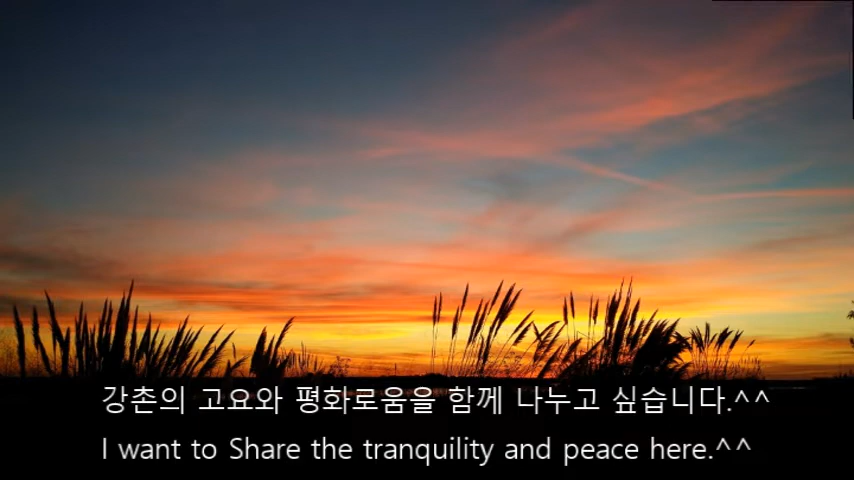 강촌의 고요와 평화로움을 함께 나누고 싶습니다.^^
I want to Share the tranquility and peace here.^^